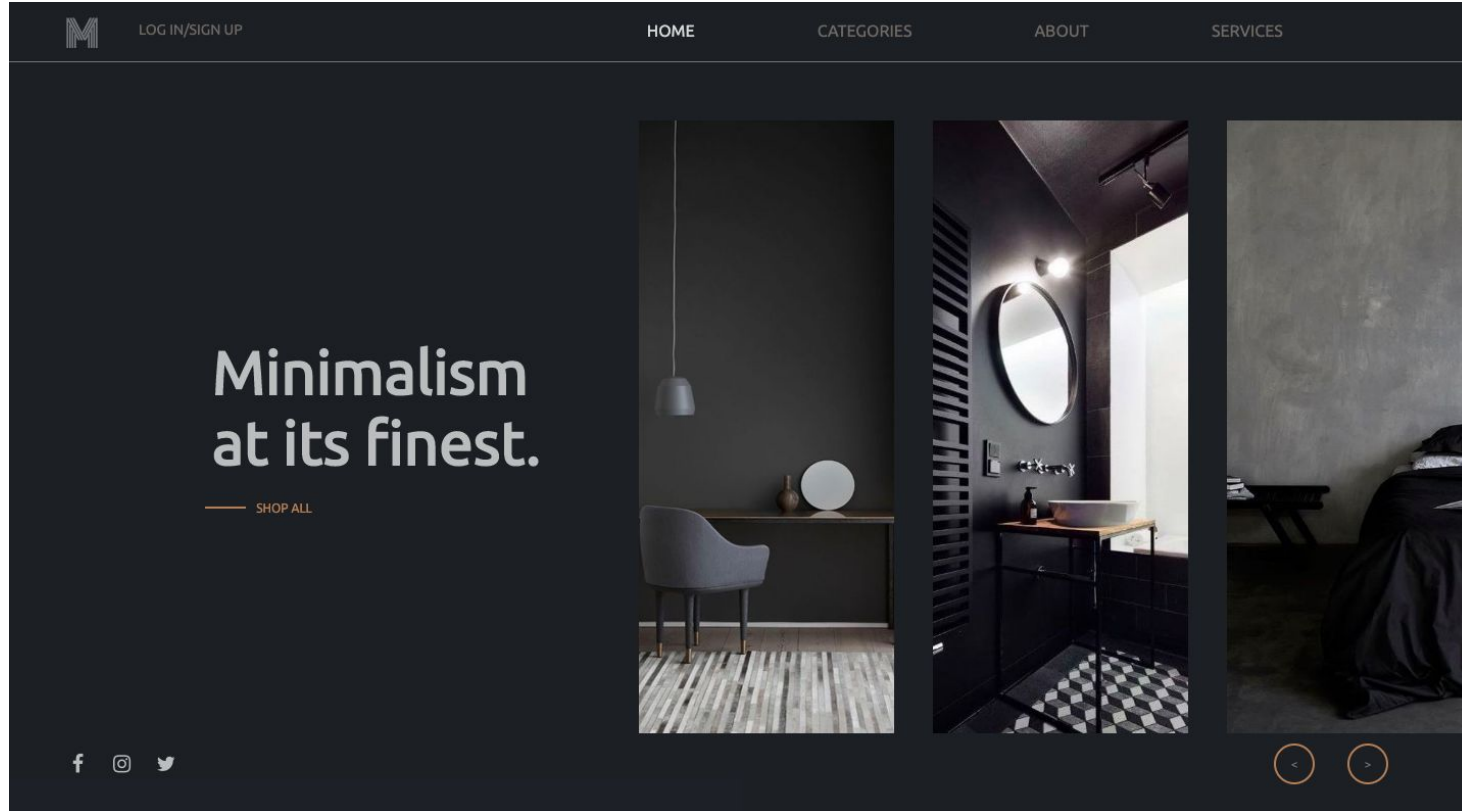 M
LOG IN/SIGN UP
HOME
CATEGORIES
ABOUT
SERVICES
Minimalism
at its finest.
SHOP ALL
<
>